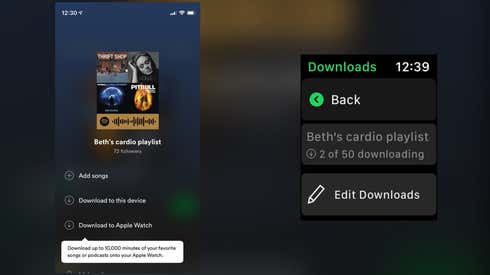 12:30
THRIFT SHOP
PITBULL
Beth's cardio playlist
72 followers
Add songs
Download to this device
Download to Apple Watch
Download up to 10,000 minutes of your favorite
songs or podcasts onto your Apple Watch.
Downloads 12:39
Back
Beth's cardio playlist
2 of 50 downloading
Edit Downloads